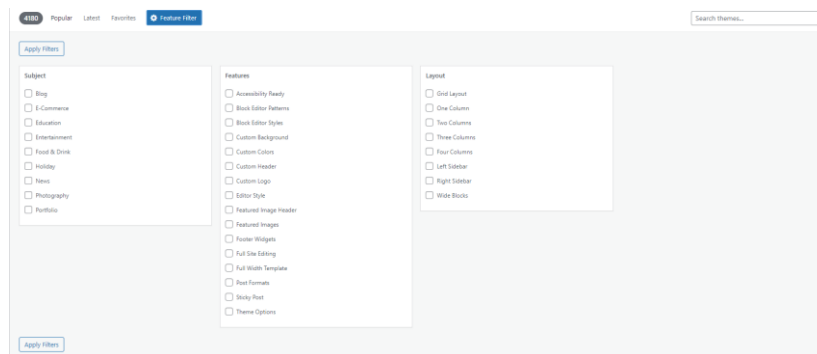 4180 Popular Latest Favorites Feature Filter Search themes...
Apply Filters
Subject
Blog
E-Commerce
Education
Entertainment
Food & Drink
Holiday
News
Photography
Portfolio
Features
Accessibility Ready
Block Editor Patterns
Block Editor Styles
Custom Background
Custom Colors
Custom Header
Custom Logo
Editor Style
Featured Image Header
Featured Images
Footer Widgets
Full Site Editing
Full Width Template
Post Formats
Sticky Post
Theme Options
Layout
Grid Layout
One Column
Two Columns
Three Columns
Four Columns
Left Sidebar
Right Sidebar
Wide Blocks
Apply Filters